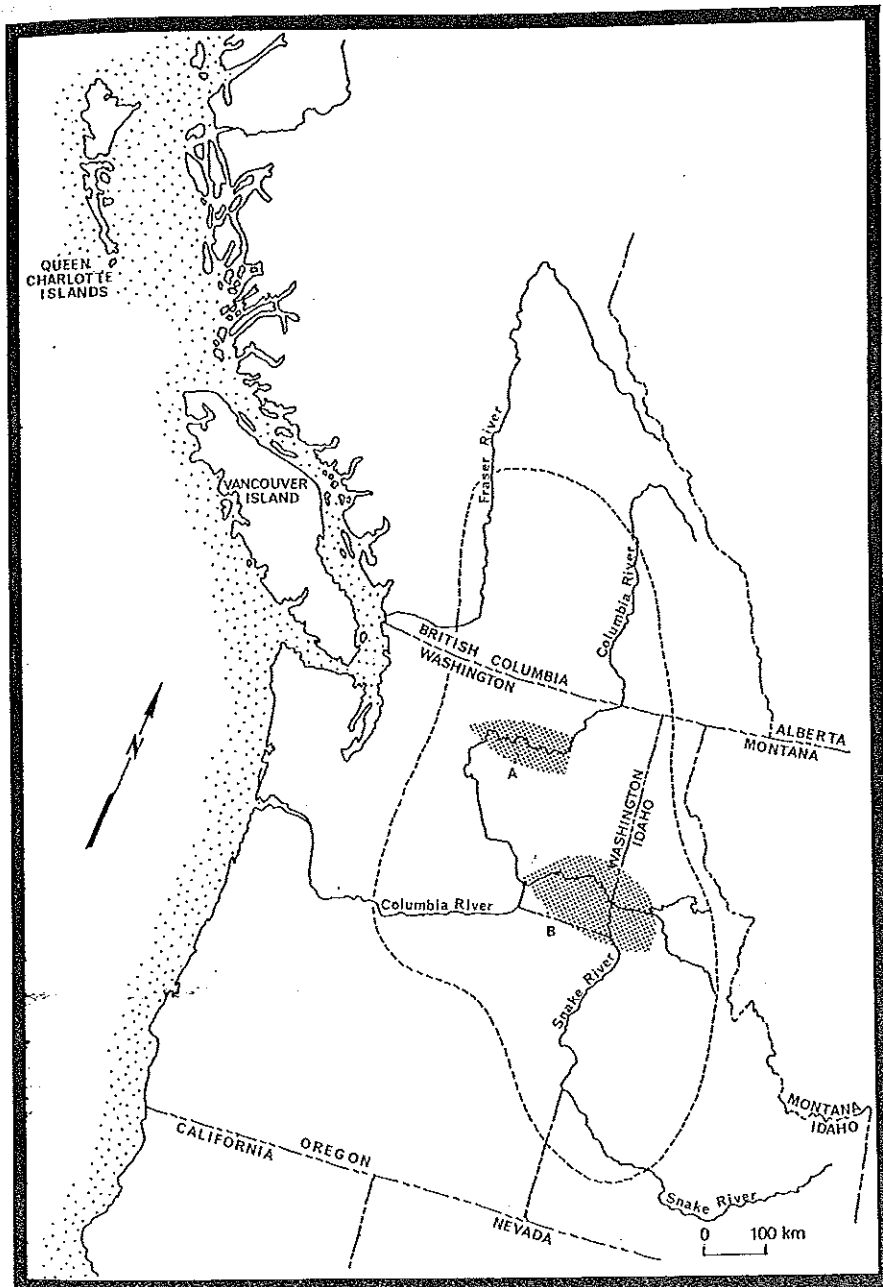 QUEEN
CHARLOTTE
ISLANDS
VANCOUVER
ISLAND
Fraser River
Columbia River
BRITISH COLUMBIA
WASHINGTON
ALBERTA
MONTANA
A
WASHINGTON
IDAHO
N
Columbia River
B
Snake River
MONTANA
IDAHO
OREGON
CALIFORNIA
NEVADA
Snake River
0 100 km